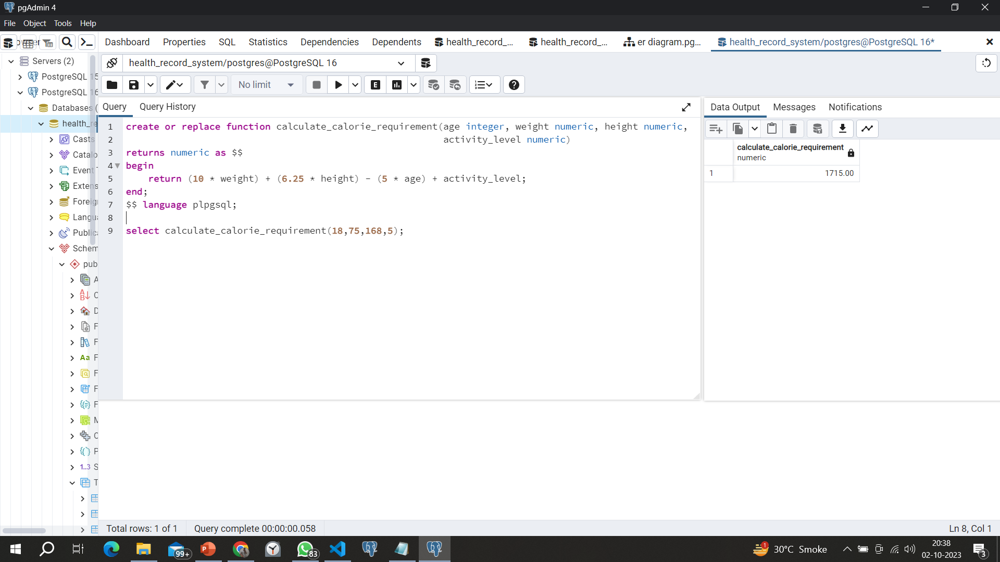 pgAdmin 4
File Object Tools Help
Dashboard Properties SQL Statistics Dependencies Dependents health_record_... health_record_... er diagram.pg... health_record_system/postgres@PostgreSQL 16*
Servers (2)
PostgreSQL 15
PostgreSQL 16
Databases (
health_re
Casts
Catalo
Event T
Extens
Foreig
Langua
Publica
Schem
pub
A
C
D
F
F
Aa F
F
F
F
M
O
P
1..3 S
T
health_record_system/postgres@PostgreSQL 16
No limit
E
Query Query History
1 create or replace function calculate_calorie_requirement(age integer, weight numeric, height numeric,
2 activity_level numeric)
3 returns numeric as $$
4 begin
5 return (10 * weight) + (6.25 * height) - (5 * age) + activity_level;
6 end;
7 $$ language plpgsql;
8
9 select calculate_calorie_requirement(18,75,168,5);
Data Output Messages Notifications
calculate_calorie_requirement
numeric
1 1715.00
Total rows: 1 of 1 Query complete 00:00:00.058 Ln 8, Col 1
99+ 83 1 30°C Smoke 20:38
02-10-2023 3